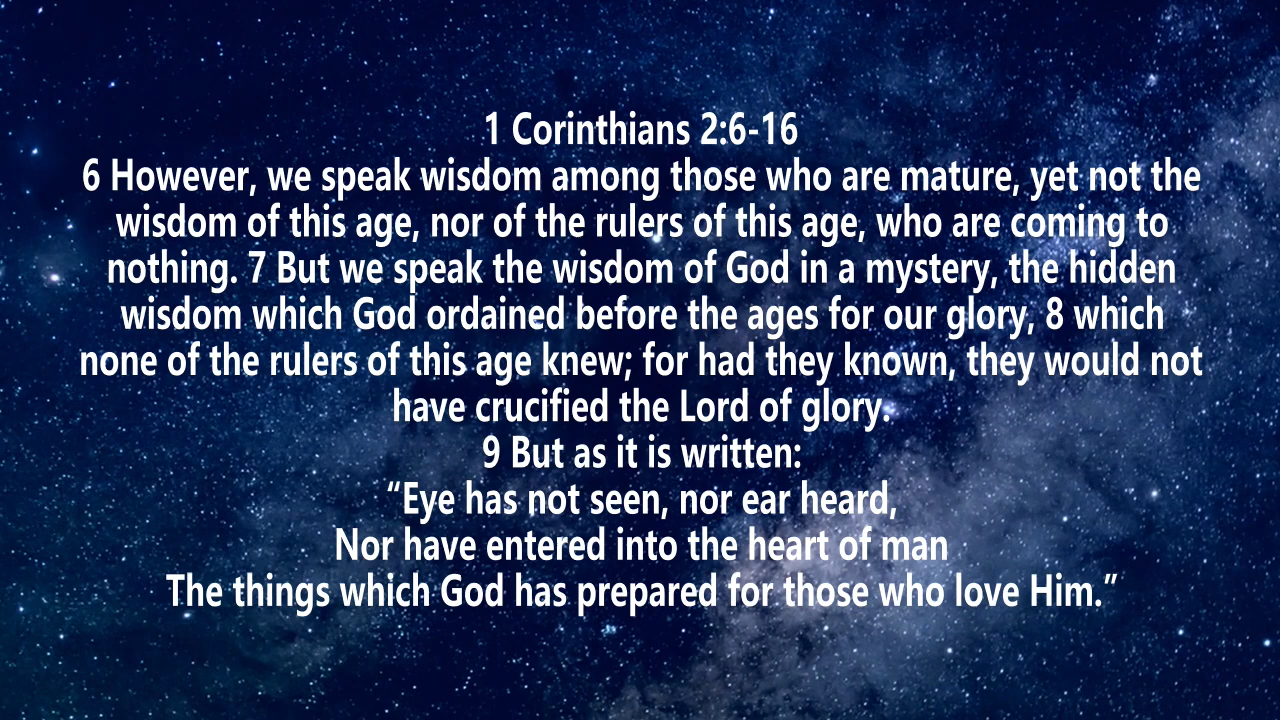 1 Corinthians 2:6-16
6 However, we speak wisdom among those who are mature, yet not the
wisdom of this age, nor of the rulers of this age, who are coming to
nothing. 7 But we speak the wisdom of God in a mystery, the hidden
wisdom which God ordained before the ages for our glory, 8 which
none of the rulers of this age knew; for had they known, they would not
have crucified the Lord of glory.
9 But as it is written:
“Eye has not seen, nor ear heard,
Nor have entered into the heart of man
The things which God has prepared for those who love Him.”